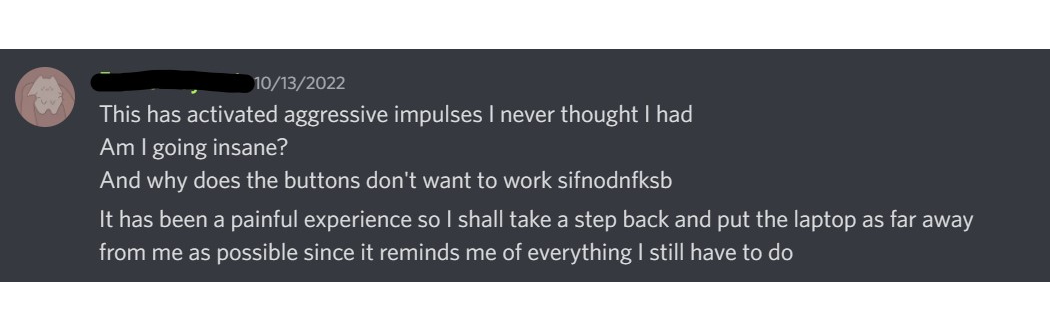 10/13/2022
This has activated aggressive impulses I never thought I had
Am I going insane?
And why does the buttons don't want to work sifnodnfksb
It has been a painful experience so I shall take a step back and put the laptop as far away
from me as possible since it reminds me of everything I still have to do